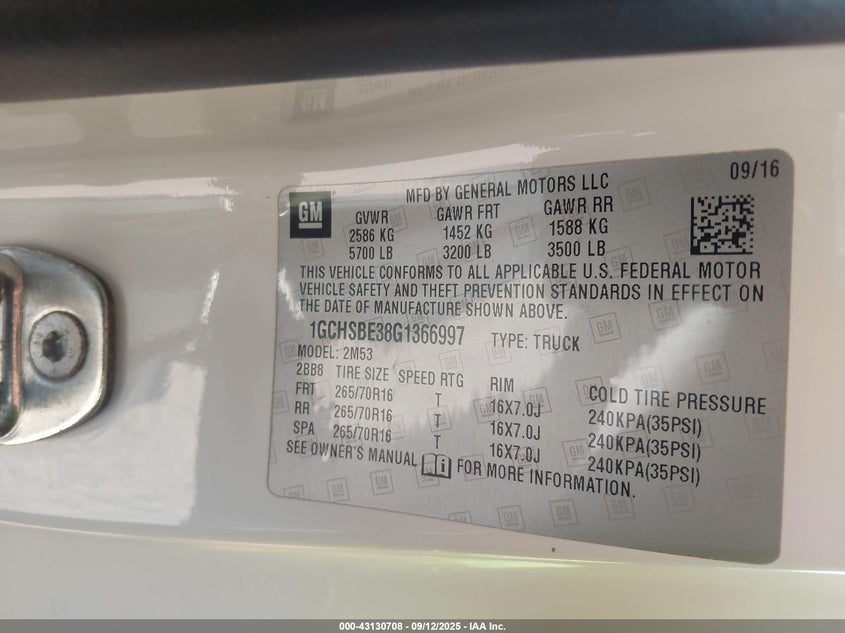 09/16
GM
MFD BY GENERAL MOTORS LLC
GVWR GAWR FRT GAWR RR
2586 KG 1452 KG 1588 KG
5700 LB 3200 LB 3500 LB
THIS VEHICLE CONFORMS TO ALL APPLICABLE U.S. FEDERAL MOTOR
VEHICLE SAFETY AND THEFT PREVENTION STANDARDS IN EFFECT ON
THE DATE OF MANUFACTURE SHOWN ABOVE.
1GCHSBE38G1366997 TYPE: TRUCK
MODEL: 2M53
2BB8 TIRE SIZE SPEED RTG RIM COLD TIRE PRESSURE
FRT 265/70R16 T 16X7.0J 240KPA(35PSI)
RR 265/70R16 T 16X7.0J 240KPA(35PSI)
SPA 265/70R16 T 16X7.0J 240KPA(35PSI)
SEE OWNER'S MANUAL FOR MORE INFORMATION.
000-43130708 - 09/12/2025 - IAA Inc.